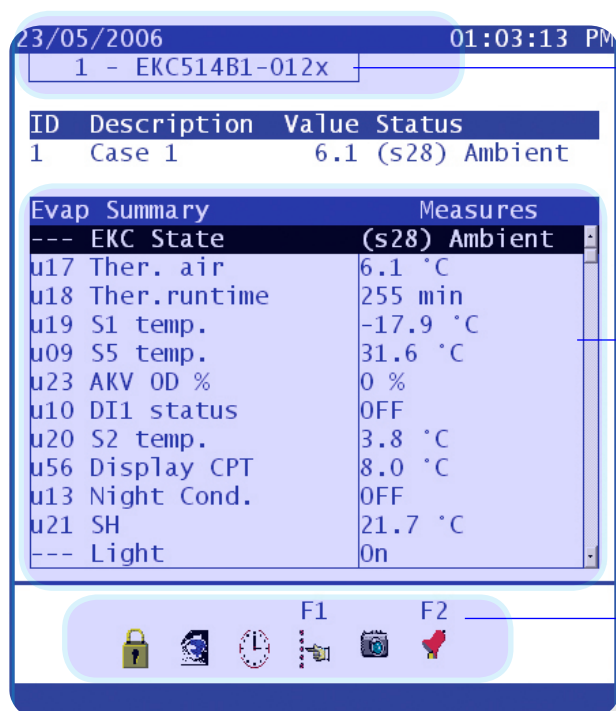 23/05/2006 01:03:13 PM
1 - EKC514B1-012x
ID Description Value Status
1 Case 1 6.1 (s28) Ambient
Evap Summary Measures
--- EKC State (s28) Ambient
u17 Ther. air 6.1 °C
u18 Ther.runtime 255 min
u19 S1 temp. -17.9 °C
u09 S5 temp. 31.6 °C
u23 AKV OD % 0 %
u10 DI1 status OFF
u20 S2 temp. 3.8 °C
u56 Display CPT 8.0 °C
u13 Night Cond. OFF
u21 SH 21.7 °C
--- Light On
F1 F2